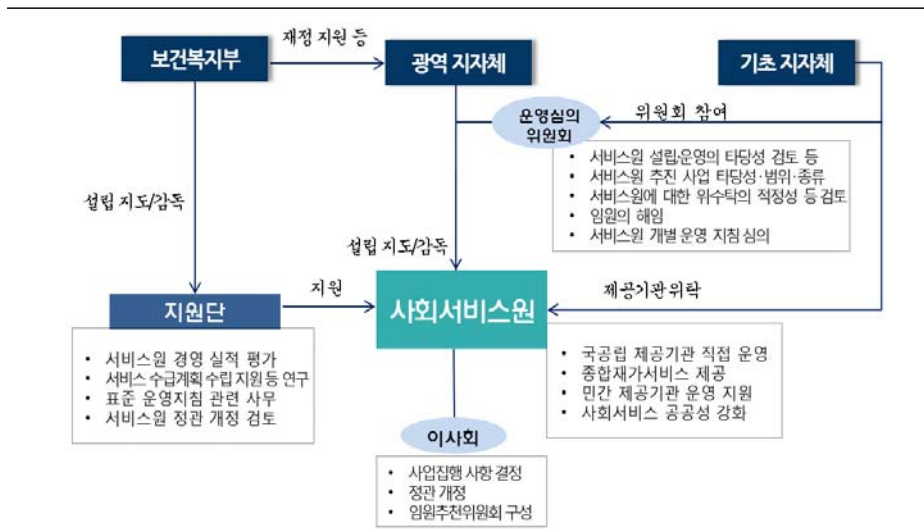 재정 지원 등
보건복지부
광역 지자체
기초 지자체
운영심의
위원회
위원회 참여
• 서비스원 설립·운영의 타당성 검토 등
• 서비스원 추진 사업 타당성·범위·종류
• 서비스원에 대한 위수탁의 적정성 등 검토
• 임원의 해임
• 서비스원 개별 운영 지침 심의
설립 지도/감독
설립 지도/감독
지원
제공기관 위탁
지원단
사회서비스원
• 서비스원 경영 실적 평가
• 서비스 수급계획 수립 지원 등 연구
• 표준 운영지침 관련 사무
• 서비스원 정관 개정 검토
• 국공립 제공기관 직접 운영
• 종합재가서비스 제공
• 민간 제공기관 운영 지원
• 사회서비스 공공성 강화
이사회
• 사업집행 사항 결정
• 정관 개정
• 임원추천위원회 구성